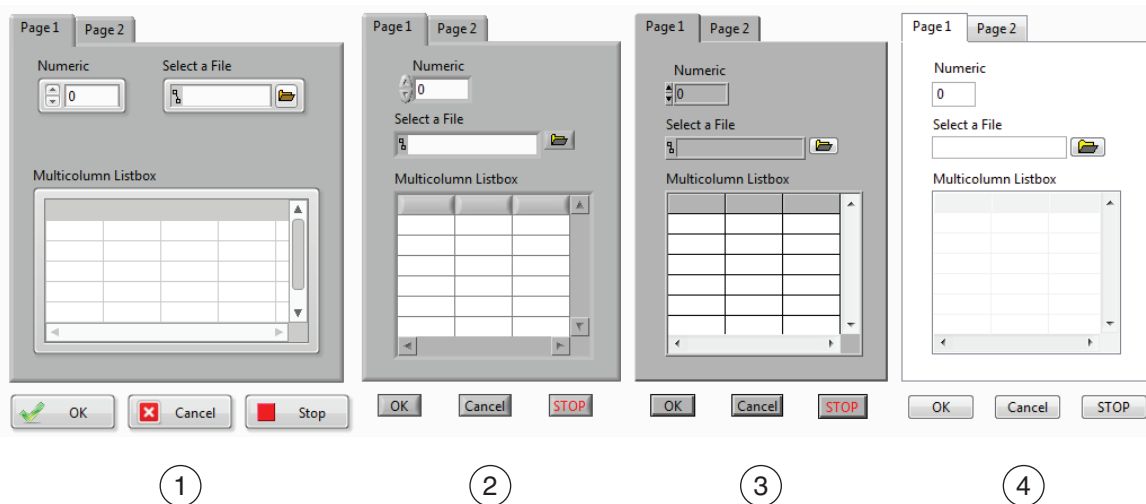 Page 1 Page 2
Numeric
0
Select a File
Multicolumn Listbox
OK
Cancel
Stop
1
Page 1 Page 2
Numeric
0
Select a File
Multicolumn Listbox
OK
Cancel
STOP
2
Page 1 Page 2
Numeric
0
Select a File
Multicolumn Listbox
OK
Cancel
STOP
3
Page 1 Page 2
Numeric
0
Select a File
Multicolumn Listbox
OK
Cancel
STOP
4